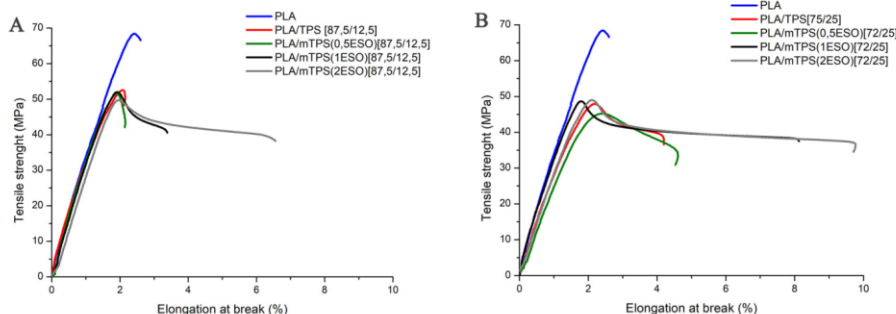 A
PLA
PLA/TPS [87,5/12,5]
PLA/mTPS(0,5ESO)[87,5/12,5]
PLA/mTPS(1ESO)[87,5/12,5]
PLA/mTPS(2ESO)[87,5/12,5]
Tensile strenght (MPa)
70
60
50
40
30
20
10
0
0 2 4 6 8 10
Elongation at break (%)
B
PLA
PLA/TPS[75/25]
PLA/mTPS(0,5ESO)[72/25]
PLA/mTPS(1ESO)[72/25]
PLA/mTPS(2ESO)[72/25]
Tensile strenght (MPa)
70
60
50
40
30
20
10
0
0 2 4 6 8 10
Elongation at break (%)